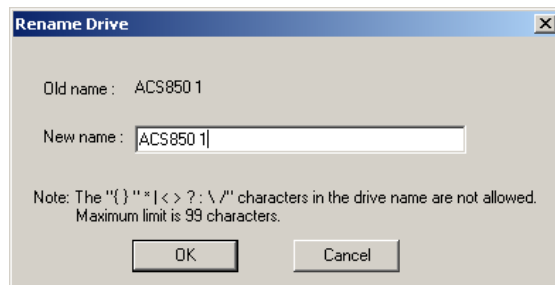 Rename Drive
Old name : ACS850 1
New name : ACS850 1
Note: The "{ } " * | < > ? : \ /" characters in the drive name are not allowed.
Maximum limit is 99 characters.
OK Cancel